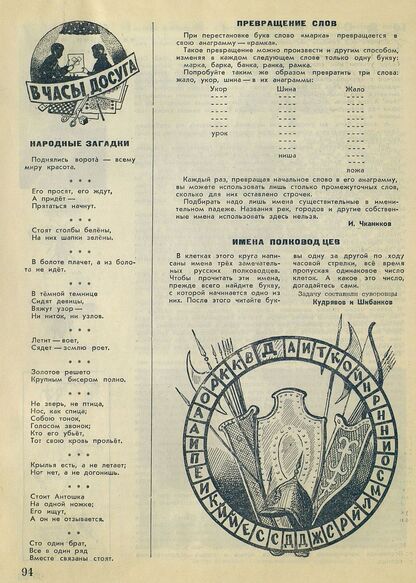 В ЧАСЫ ДОСУГА
НАРОДНЫЕ ЗАГАДКИ
Поднялись ворота — всему
миру красота.
* * *
Его просят, его ждут,
А придёт —
Прятаться начнут.
* * *
Стоят столбы белёны,
На них шапки зелёны.
* * *
В болоте плачет, а из боло-
та не идёт.
* * *
В тёмной темнице
Сидят девицы,
Вяжут узор —
Ни ниток, ни узлов.
* * *
Летит — воет,
Сядет — землю роет.
* * *
Золотое решето
Крупным бисером полно.
* * *
Не зверь, не птица,
Нос, как спица;
Собою тонок,
Голосом звонок;
Кто его убьёт,
Тот свою кровь прольёт.
* * *
Крылья есть, а не летает;
Ног нет, а не догонишь.
* * *
Стоит Антошка
На одной ножке;
Его ищут,
А он не отзывается.
* * *
Сто один брат,
Все в один ряд
Вместе связаны стоят.
94
ПРЕВРАЩЕНИЕ СЛОВ
При перестановке букв слово «марка» превращается в
свою анаграмму — «рамка».
Такое превращение можно произвести и другим способом,
изменяя в каждом следующем слове только одну букву:
марка, барка, банка, ранка, рамка.
Попробуйте таким же образом превратить три слова:
жало, укор, шина — в их анаграммы:
Укор Шина Жало
урок
ниша
ложа
Каждый раз, превращая начальное слово в его анаграмму,
вы можете использовать лишь столько промежуточных слов,
сколько для них оставлено строчек.
Подбирать надо лишь имена существительные в имени-
тельном падеже. Названия рек, городов и другие собствен-
ные имена использовать здесь нельзя.
И. Чкаников
ИМЕНА ПОЛКОВОДЦЕВ
В клетках этого круга напи-
саны имена трёх замечатель-
ных русских полководцев.
Чтобы прочитать эти имена,
прежде всего найдите букву,
с которой начинается одно из
них. После этого читайте бук-
вы одну за другой по ходу
часовой стрелки, всё время
пропуская одинаковое число
клеток. А какое это число,
догадайтесь сами.
Задачу составили суворовцы
Кудрявов и Шибанков